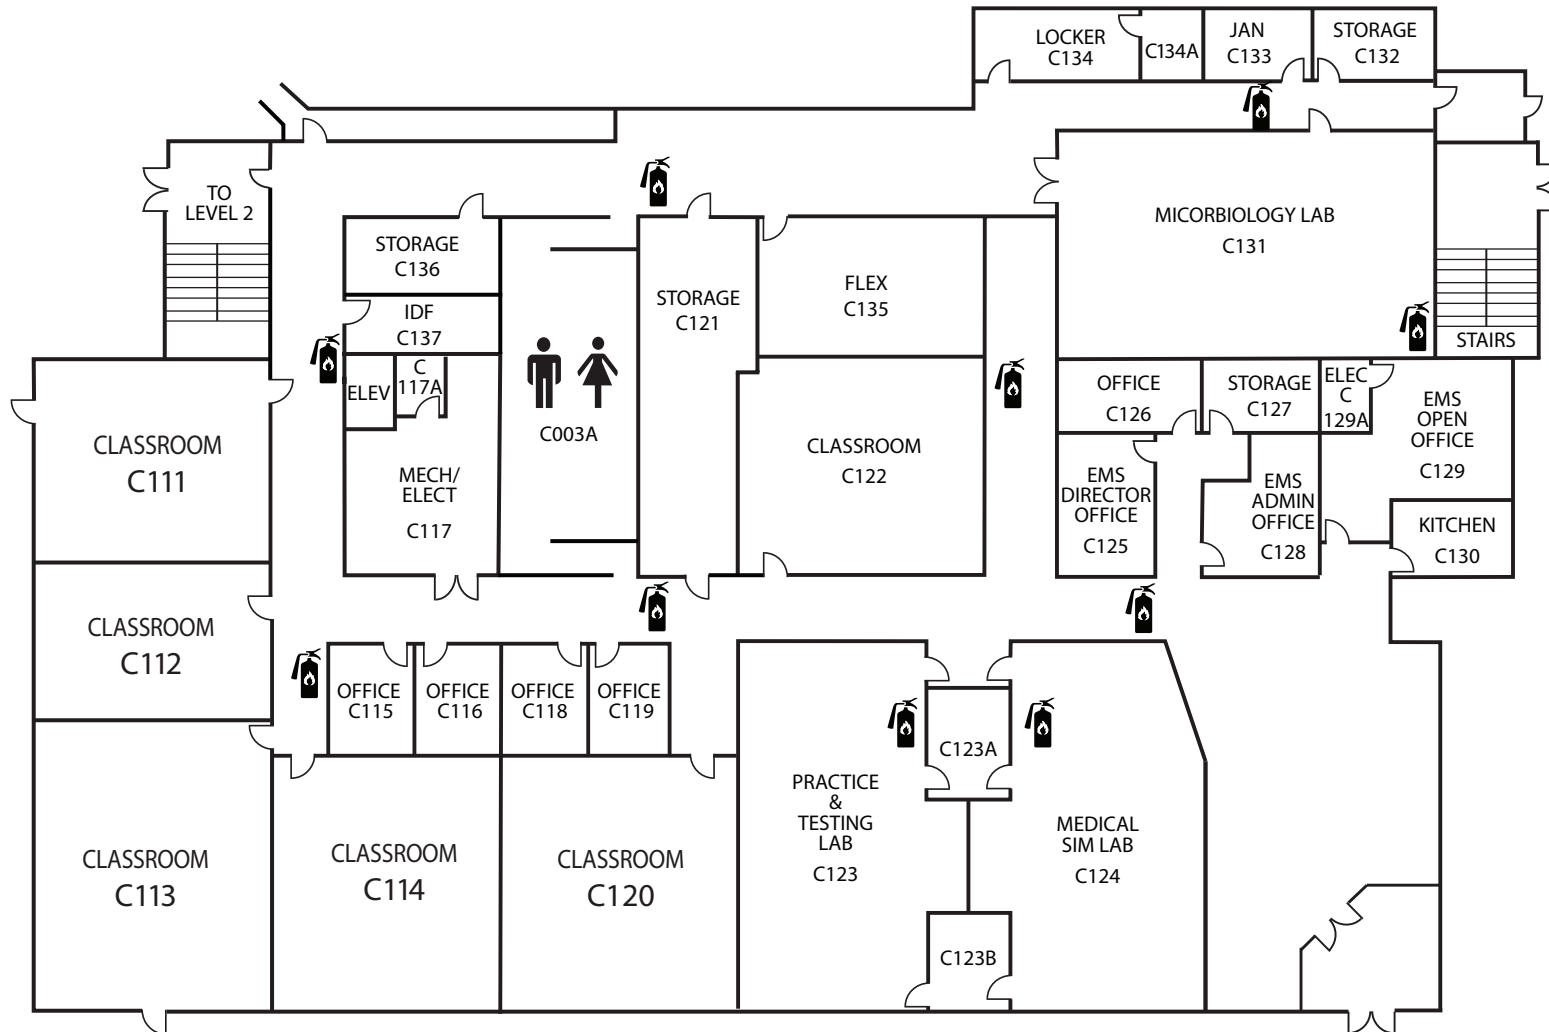 LOCKER
C134
C134A
JAN
C133
STORAGE
C132
TO
LEVEL 2
STORAGE
C136
IDF
C137
ELEV
C
117A
MECH/
ELECT
C117
C003A
STORAGE
C121
FLEX
C135
CLASSROOM
C122
MICORBIOLOGY LAB
C131
STAIRS
OFFICE
C126
STORAGE
C127
ELEC
C
129A
EMS
OPEN
OFFICE
C129
EMS
DIRECTOR
OFFICE
C125
EMS
ADMIN
OFFICE
C128
KITCHEN
C130
CLASSROOM
C111
CLASSROOM
C112
CLASSROOM
C113
OFFICE
C115
OFFICE
C116
OFFICE
C118
OFFICE
C119
CLASSROOM
C114
CLASSROOM
C120
PRACTICE
&
TESTING
LAB
C123
C123A
C123B
MEDICAL
SIM LAB
C124